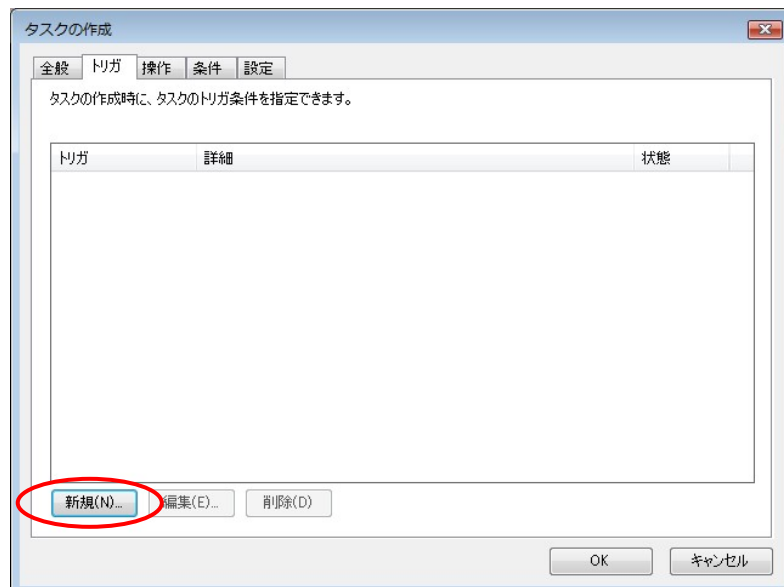 タスクの作成
全般 トリガ 操作 条件 設定
タスクの作成時に、タスクのトリガ条件を指定できます。
トリガ 詳細 状態
新規(N)... 編集(E)... 削除(D)
OK キャンセル